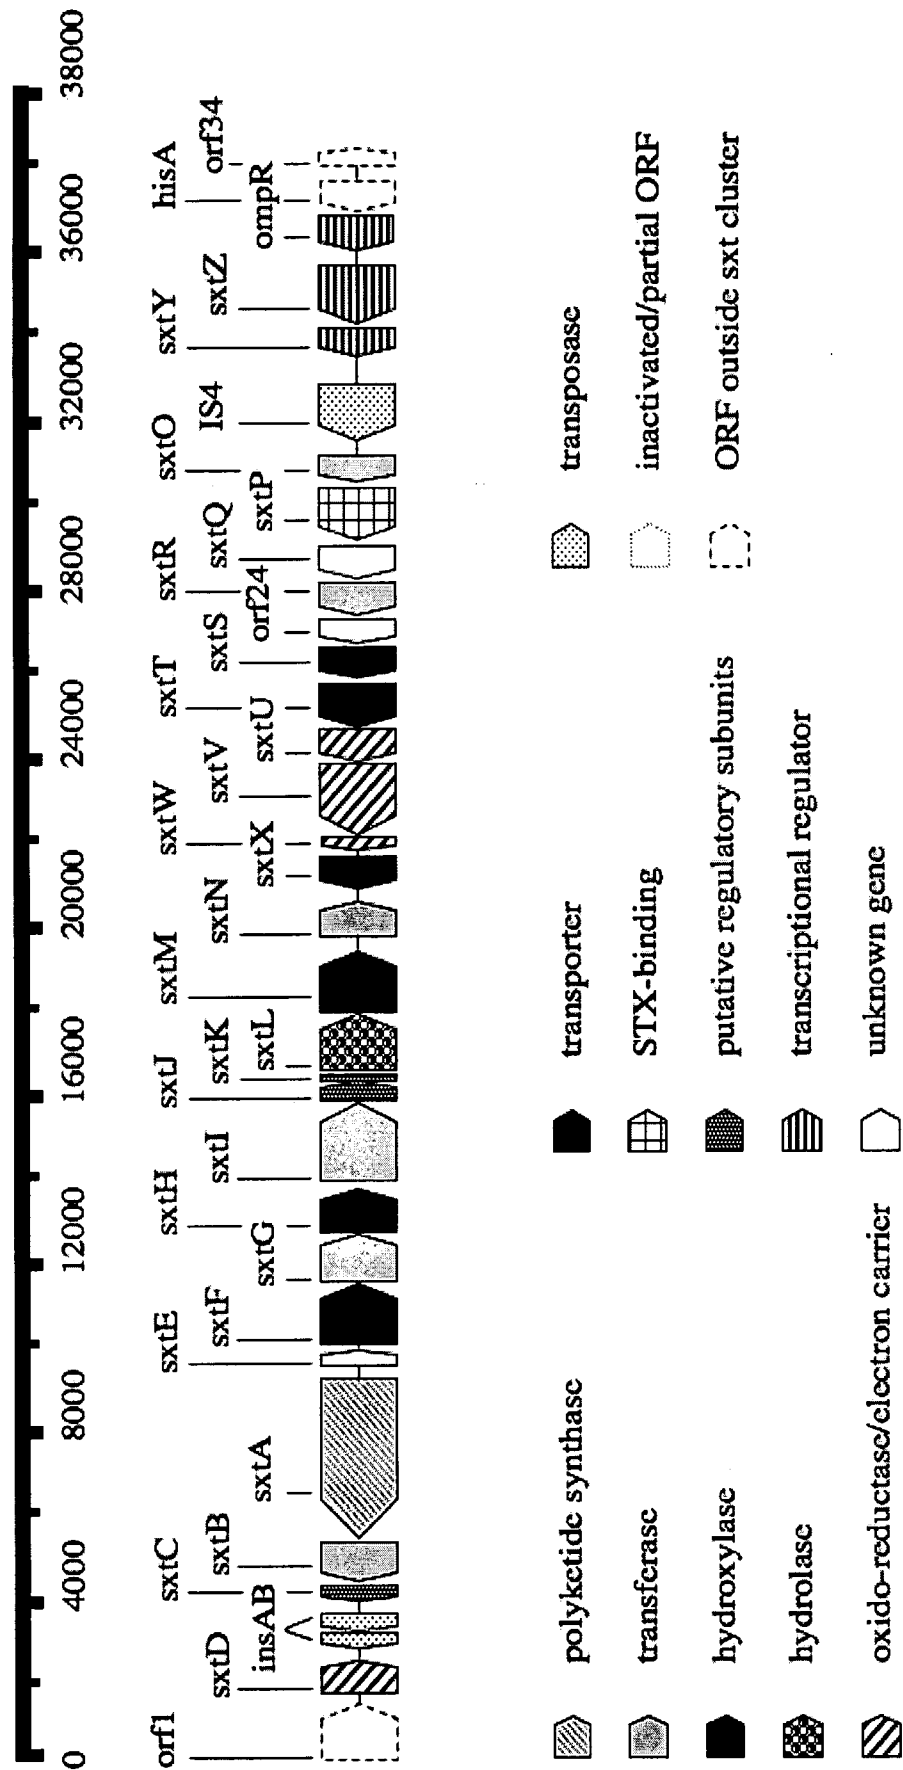 0 4000 8000 12000 16000 20000 24000 28000 32000 36000 38000
orf1 sxtC sxtE sxtH sxtJ sxtM sxtW sxtT sxtR sxtO sxtY hisA
sxtD sxtB sxtF sxtI sxtK sxtN sxtV sxtS sxtQ IS4 sxtZ orf34
insAB sxtA sxtG sxtL sxtX sxtU orf24 sxtP ompR
polyketide synthase transporter transposase
transferase STX-binding inactivated/partial ORF
hydroxylase putative regulatory subunits ORF outside sxt cluster
hydrolase transcriptional regulator
oxido-reductase/electron carrier unknown gene